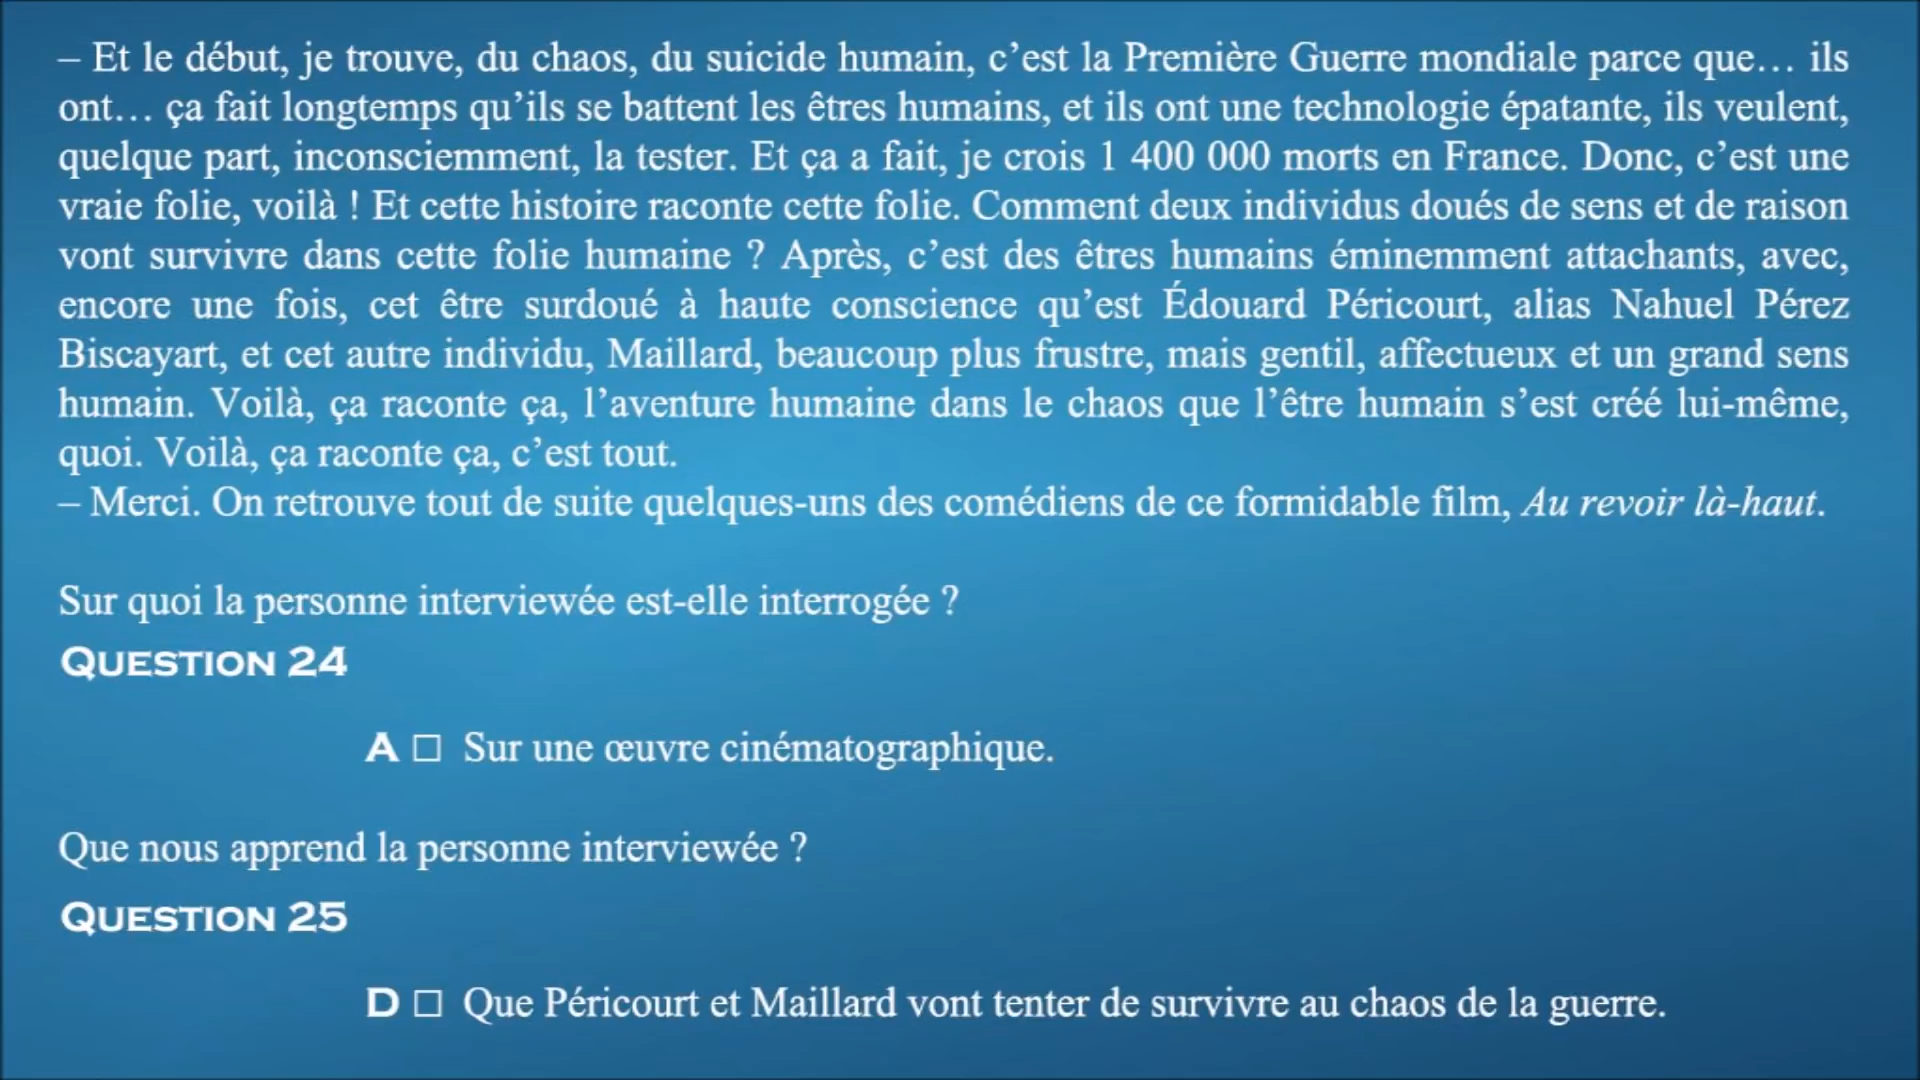 – Et le début, je trouve, du chaos, du suicide humain, c’est la Première Guerre mondiale parce que… ils
ont… ça fait longtemps qu’ils se battent les êtres humains, et ils ont une technologie épatante, ils veulent,
quelque part, inconsciemment, la tester. Et ça a fait, je crois 1 400 000 morts en France. Donc, c’est une
vraie folie, voilà ! Et cette histoire raconte cette folie. Comment deux individus doués de sens et de raison
vont survivre dans cette folie humaine ? Après, c’est des êtres humains éminemment attachants, avec,
encore une fois, cet être surdoué à haute conscience qu’est Édouard Péricourt, alias Nahuel Pérez
Biscayart, et cet autre individu, Maillard, beaucoup plus frustre, mais gentil, affectueux et un grand sens
humain. Voilà, ça raconte ça, l’aventure humaine dans le chaos que l’être humain s’est créé lui-même,
quoi. Voilà, ça raconte ça, c’est tout.
– Merci. On retrouve tout de suite quelques-uns des comédiens de ce formidable film, Au revoir là-haut.
Sur quoi la personne interviewée est-elle interrogée ?
QUESTION 24
A □ Sur une œuvre cinématographique.
Que nous apprend la personne interviewée ?
QUESTION 25
D □ Que Péricourt et Maillard vont tenter de survivre au chaos de la guerre.